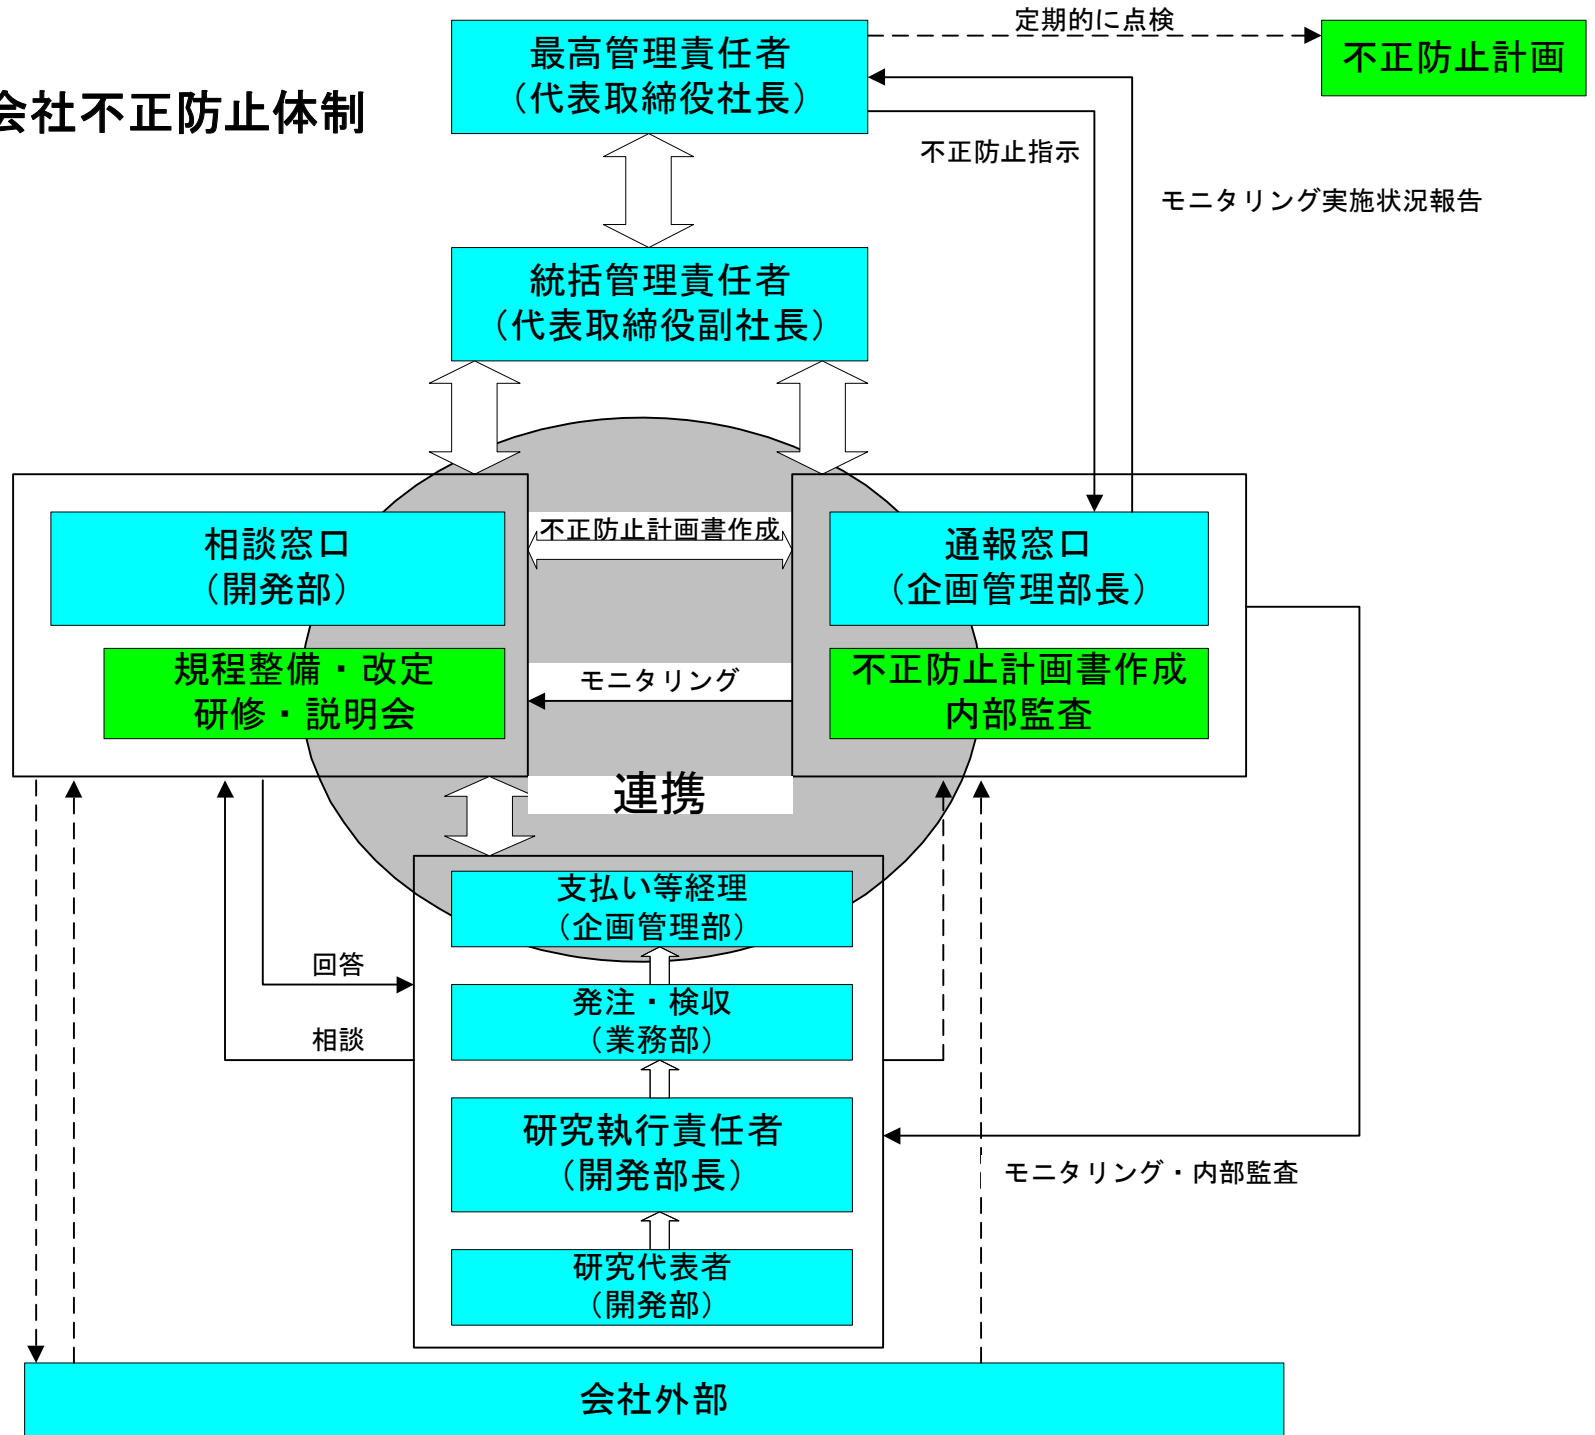 定期的に点検
最高管理責任者
（代表取締役社長）
不正防止計画
会社不正防止体制
不正防止指示
モニタリング実施状況報告
統括管理責任者
（代表取締役副社長）
相談窓口
（開発部）
不正防止計画書作成
通報窓口
（企画管理部長）
規程整備・改定
研修・説明会
モニタリング
不正防止計画書作成
内部監査
連携
支払い等経理
（企画管理部）
回答
発注・検収
（業務部）
相談
研究執行責任者
（開発部長）
モニタリング・内部監査
研究代表者
（開発部）
会社外部